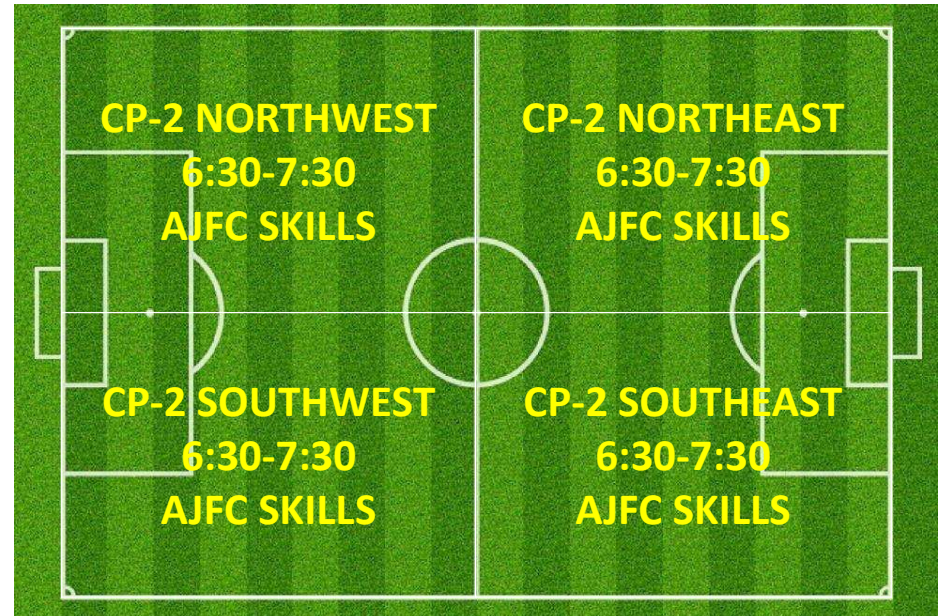 CP-2 NORTHWEST
6:30-7:30
AJFC SKILLS
CP-2 NORTHEAST
6:30-7:30
AJFC SKILLS
CP-2 SOUTHWEST
6:30-7:30
AJFC SKILLS
CP-2 SOUTHEAST
6:30-7:30
AJFC SKILLS